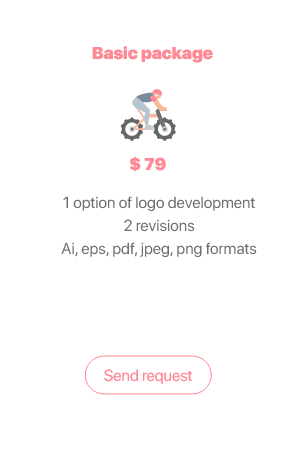 Basic package
$ 79
1 option of logo development
2 revisions
Ai, eps, pdf, jpeg, png formats
Send request